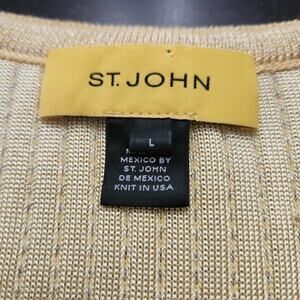 ST. JOHN
L
MEXICO BY
ST. JOHN
DE MEXICO
KNIT IN USA